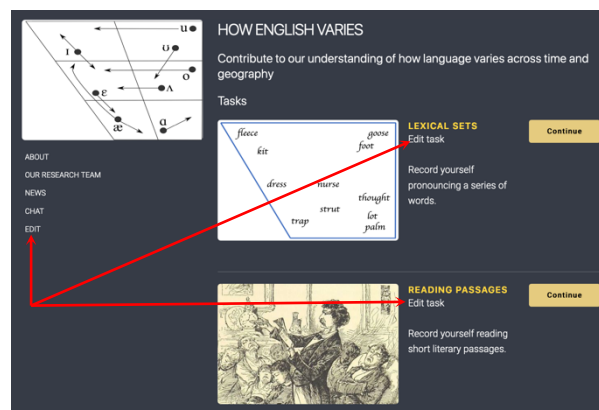 u
ɪ
ʊ
o
ɛ
ʌ
æ
ɑ
ABOUT
OUR RESEARCH TEAM
NEWS
CHAT
EDIT
HOW ENGLISH VARIES
Contribute to our understanding of how language varies across time and
geography
Tasks
fleece
goose
kit
foot
dress
nurse
thought
strut
trap
lot
palm
LEXICAL SETS
Edit task
Record yourself
pronouncing a series of
words.
Continue
READING PASSAGES
Edit task
Record yourself reading
short literary passages.
Continue